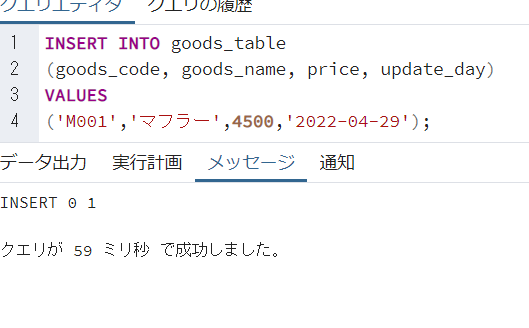 クエリエディタ クエリの履歴
1 INSERT INTO goods_table
2 (goods_code, goods_name, price, update_day)
3 VALUES
4 ('M001','マフラー',4500,'2022-04-29');
データ出力 実行計画 メッセージ 通知
INSERT 0 1
クエリが 59 ミリ秒 で成功しました。